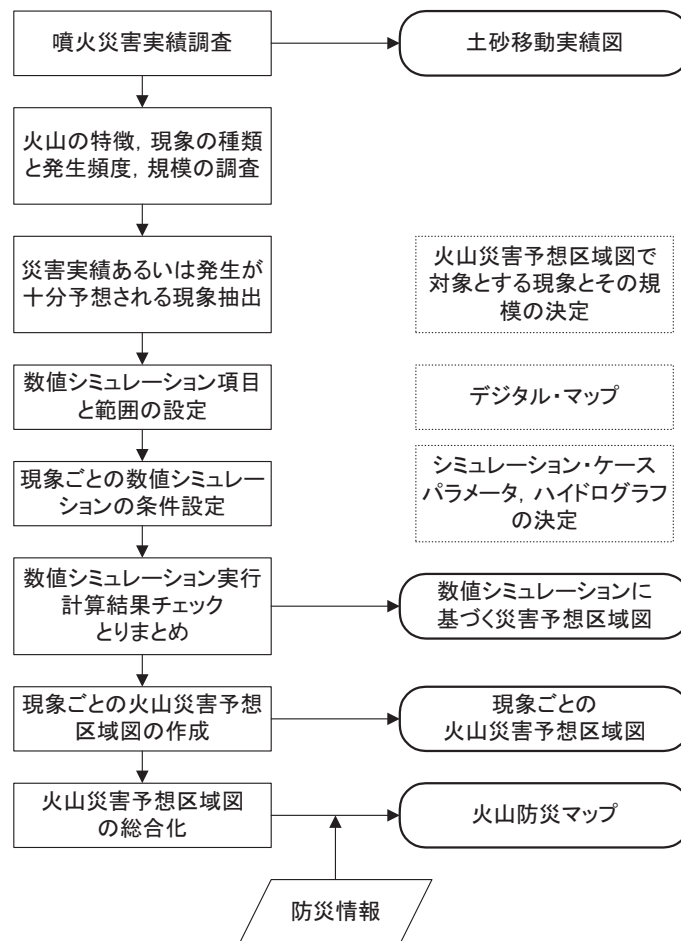 噴火災害実績調査
土砂移動実績図
火山の特徴，現象の種類
と発生頻度，規模の調査
災害実績あるいは発生が
十分予想される現象抽出
火山災害予想区域図で
対象とする現象とその規
模の決定
数値シミュレーション項目
と範囲の設定
デジタル・マップ
現象ごとの数値シミュレー
ションの条件設定
シミュレーション・ケース
パラメータ，ハイドログラフ
の決定
数値シミュレーション実行
計算結果チェック
とりまとめ
数値シミュレーションに
基づく災害予想区域図
現象ごとの火山災害予想
区域図の作成
現象ごとの
火山災害予想区域図
火山災害予想区域図
の総合化
火山防災マップ
防災情報